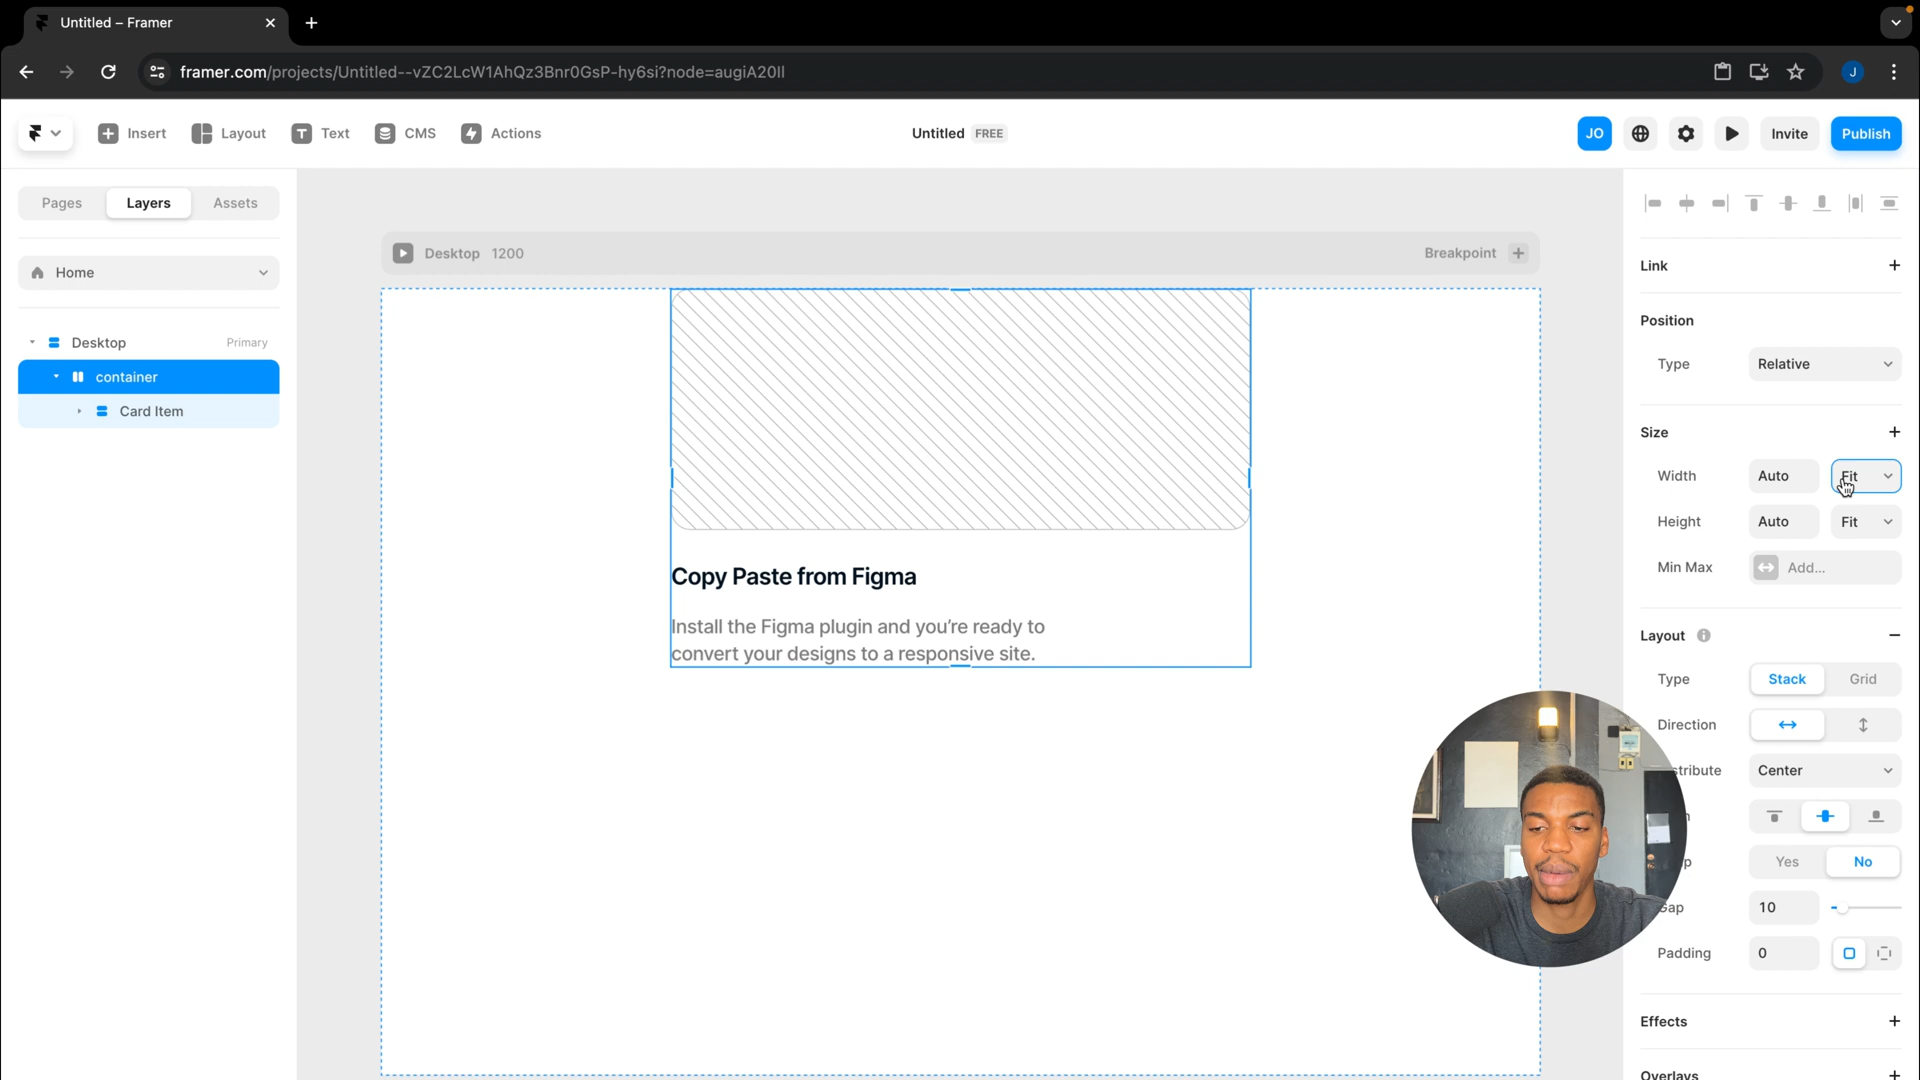 Untitled – Framer
framer.com/projects/Untitled--vZC2LcW1AhQz3Bnr0GsP-hy6si?node=augiA20Il
J
Insert
Layout
Text
CMS
Actions
Untitled FREE
JO
Invite
Publish
Pages
Layers
Assets
Home
Desktop Primary
container
Card Item
Desktop 1200
Breakpoint
Copy Paste from Figma
Install the Figma plugin and you're ready to
convert your designs to a responsive site.
Link
Position
Type Relative
Size
Width Auto Fit
Height Auto Fit
Min Max Add...
Layout
Type Stack Grid
Direction
stribute Center
Yes No
Gap 10
Padding 0
Effects
Overlays